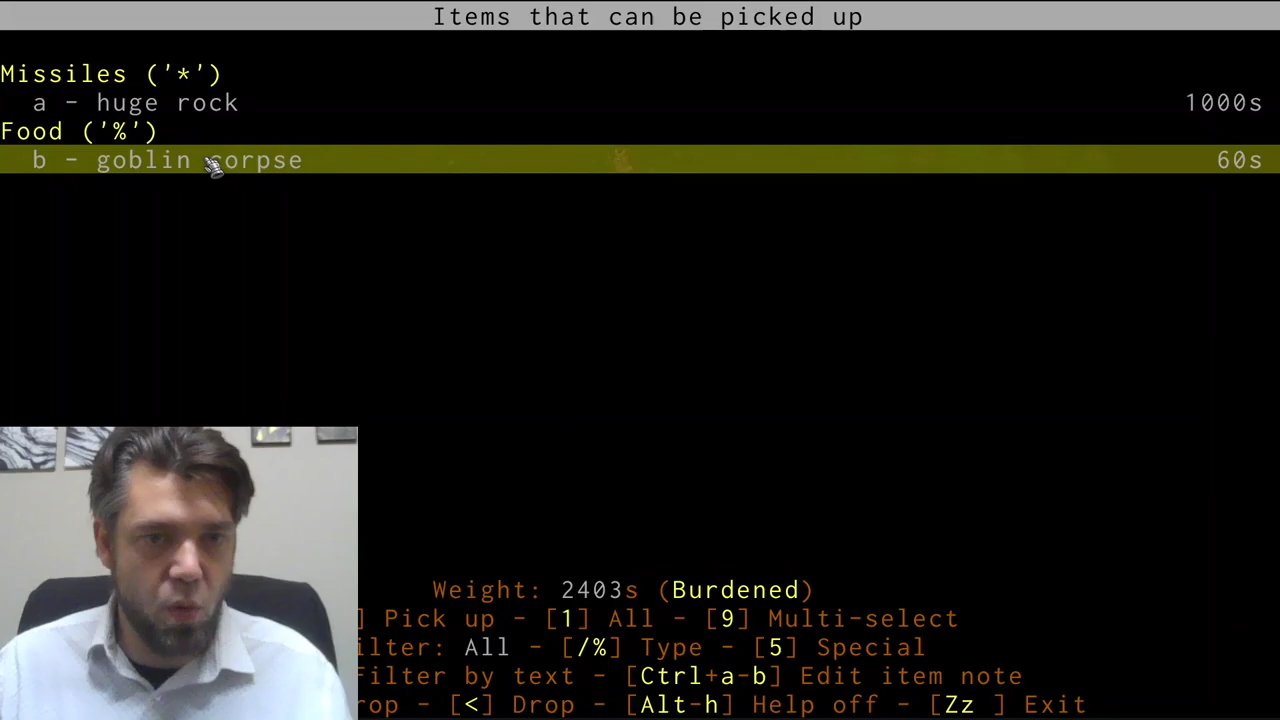 Items that can be picked up
Missiles ('*')
a - huge rock 1000s
Food ('%')
b - goblin corpse 60s
Weight: 2403s (Burdened)
] Pick up - [1] All - [9] Multi-select
ilter: All - [/%] Type - [5] Special
Filter by text - [Ctrl+a-b] Edit item note
rop - [<] Drop - [Alt-h] Help off - [Zz ] Exit